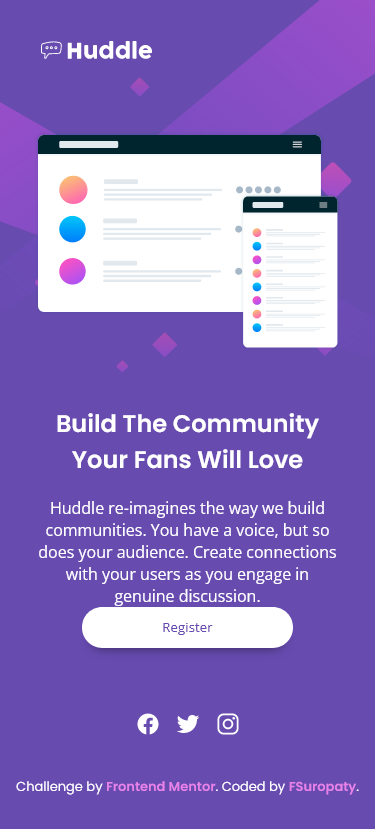 Huddle
Build The Community
Your Fans Will Love
Huddle re-imagines the way we build
communities. You have a voice, but so
does your audience. Create connections
with your users as you engage in
genuine discussion.
Register
Challenge by Frontend Mentor. Coded by FSuropaty.